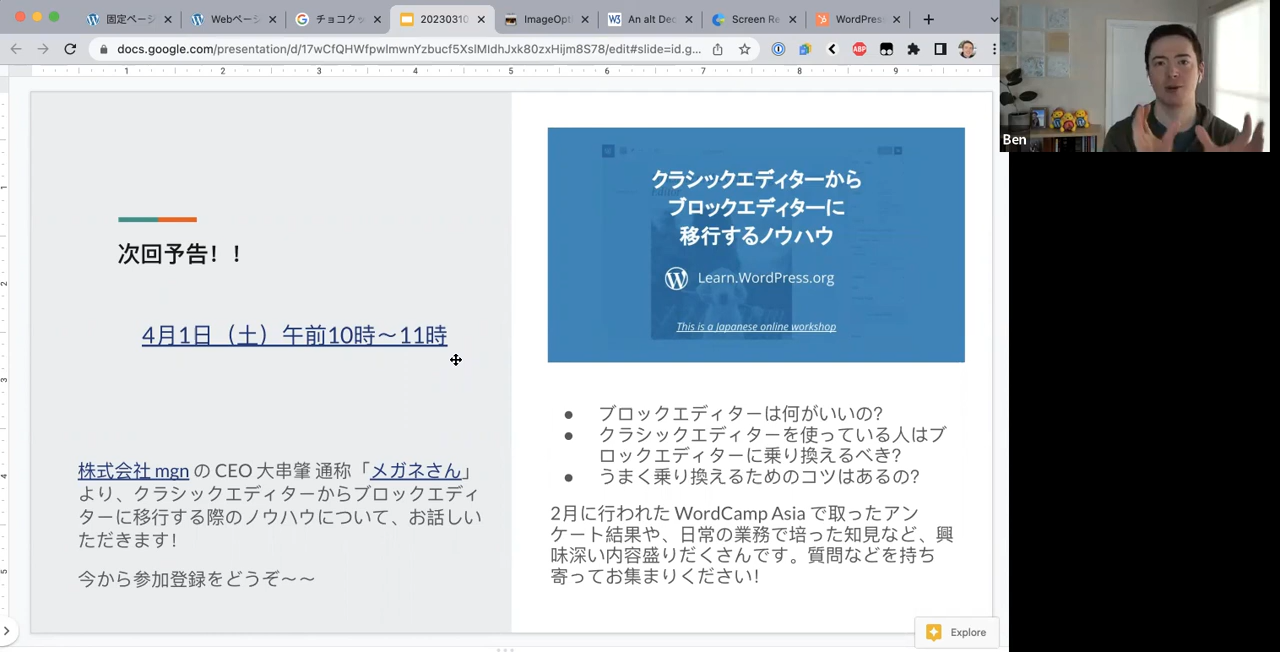 固定ページ
Webペー
チョコクッ
20230310
ImageOpt
An alt Dec
Screen Re
WordPress
docs.google.com/presentation/d/17wCfQHWfpwImwnYzbucf5XsIMIdhJxk80zxHijm8S78/edit#slide=id.g...
1 2 3 4 5 6 7 8 9
次回予告！！
4月1日（土）午前10時〜11時
株式会社 mgn の CEO 大串肇 通称「メガネさん」
より、クラシックエディターからブロックエディ
ターに移行する際のノウハウについて、お話しい
ただきます！
今から参加登録をどうぞ〜〜
クラシックエディターから
ブロックエディターに
移行するノウハウ
Learn.WordPress.org
This is a Japanese online workshop
● ブロックエディターは何がいいの?
● クラシックエディターを使っている人はブ
ロックエディターに乗り換えるべき?
● うまく乗り換えるためのコツはあるの?
2月に行われた WordCamp Asia で取ったアン
ケート結果や、日常の業務で培った知見など、興
味深い内容盛りだくさんです。質問などを持ち
寄ってお集まりください!
Explore
Ben